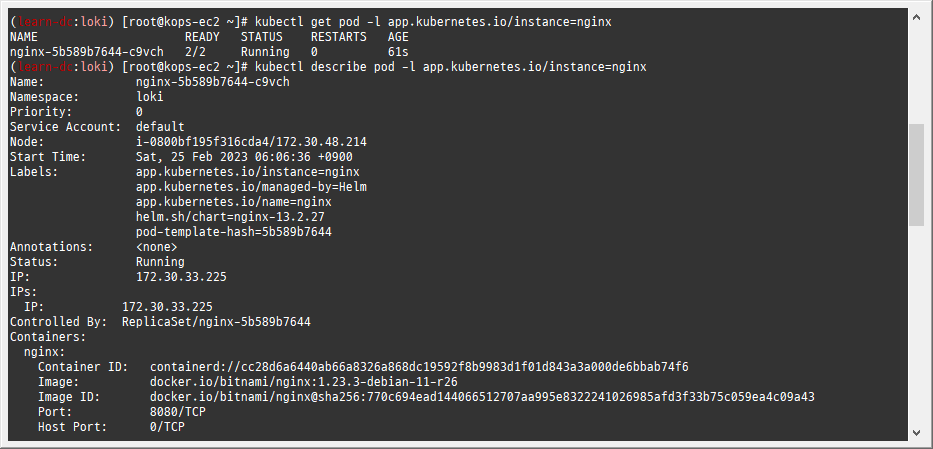 (learn-dr:loki) [root@kops-ec2 ~]# kubectl get pod -l app.kubernetes.io/instance=nginx
NAME                     READY   STATUS    RESTARTS   AGE
nginx-5b589b7644-c9vch   2/2     Running   0          61s
(learn-dr:loki) [root@kops-ec2 ~]# kubectl describe pod -l app.kubernetes.io/instance=nginx
Name:             nginx-5b589b7644-c9vch
Namespace:        loki
Priority:         0
Service Account:  default
Node:             i-0800bf195f316cda4/172.30.48.214
Start Time:       Sat, 25 Feb 2023 06:06:36 +0900
Labels:           app.kubernetes.io/instance=nginx
                  app.kubernetes.io/managed-by=Helm
                  app.kubernetes.io/name=nginx
                  helm.sh/chart=nginx-13.2.27
                  pod-template-hash=5b589b7644
Annotations:      <none>
Status:           Running
IP:               172.30.33.225
IPs:
  IP:           172.30.33.225
Controlled By:  ReplicaSet/nginx-5b589b7644
Containers:
  nginx:
    Container ID:   containerd://cc28d6a6440ab66a8326a868dc19592f8b9983d1f01d843a3a000de6bbab74f6
    Image:          docker.io/bitnami/nginx:1.23.3-debian-11-r26
    Image ID:       docker.io/bitnami/nginx@sha256:770c694ead144066512707aa995e8322241026985afd3f33b75c059ea4c09a43
    Port:           8080/TCP
    Host Port:      0/TCP